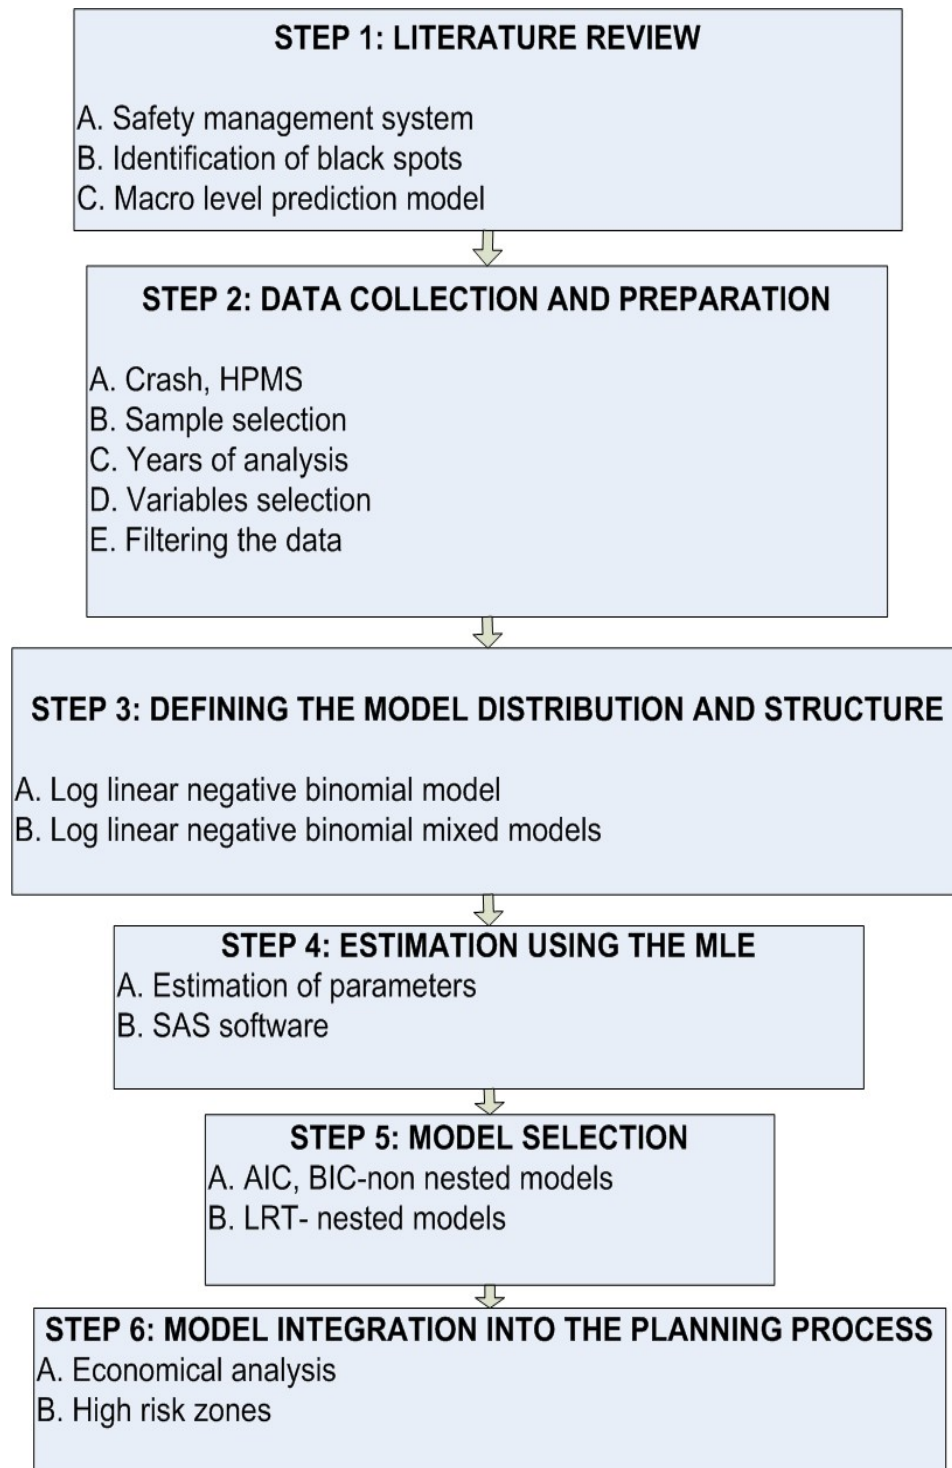 STEP 1: LITERATURE REVIEW
A. Safety management system
B. Identification of black spots
C. Macro level prediction model
STEP 2: DATA COLLECTION AND PREPARATION
A. Crash, HPMS
B. Sample selection
C. Years of analysis
D. Variables selection
E. Filtering the data
STEP 3: DEFINING THE MODEL DISTRIBUTION AND STRUCTURE
A. Log linear negative binomial model
B. Log linear negative binomial mixed models
STEP 4: ESTIMATION USING THE MLE
A. Estimation of parameters
B. SAS software
STEP 5: MODEL SELECTION
A. AIC, BIC-non nested models
B. LRT- nested models
STEP 6: MODEL INTEGRATION INTO THE PLANNING PROCESS
A. Economical analysis
B. High risk zones